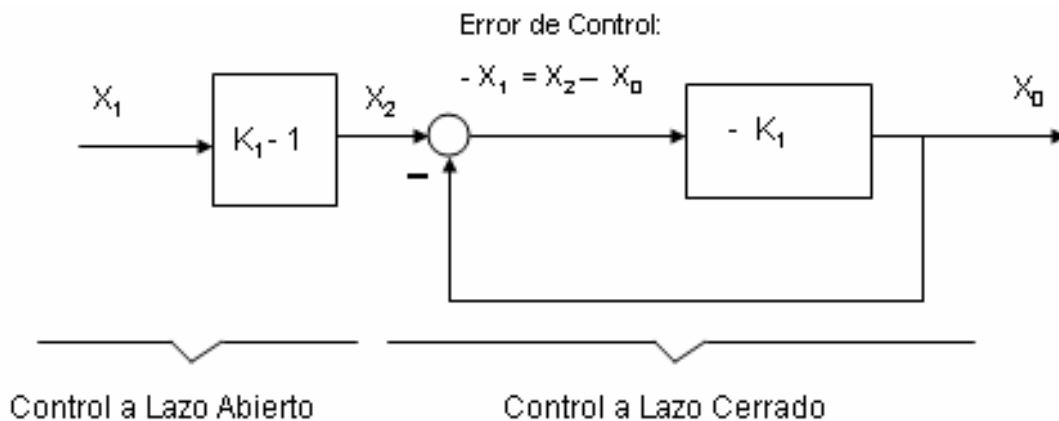 Error de Control:
- X₁ = X₂ – X₀
X₁
K₁ - 1
X₂
–
- K₁
X₀
Control a Lazo Abierto
Control a Lazo Cerrado